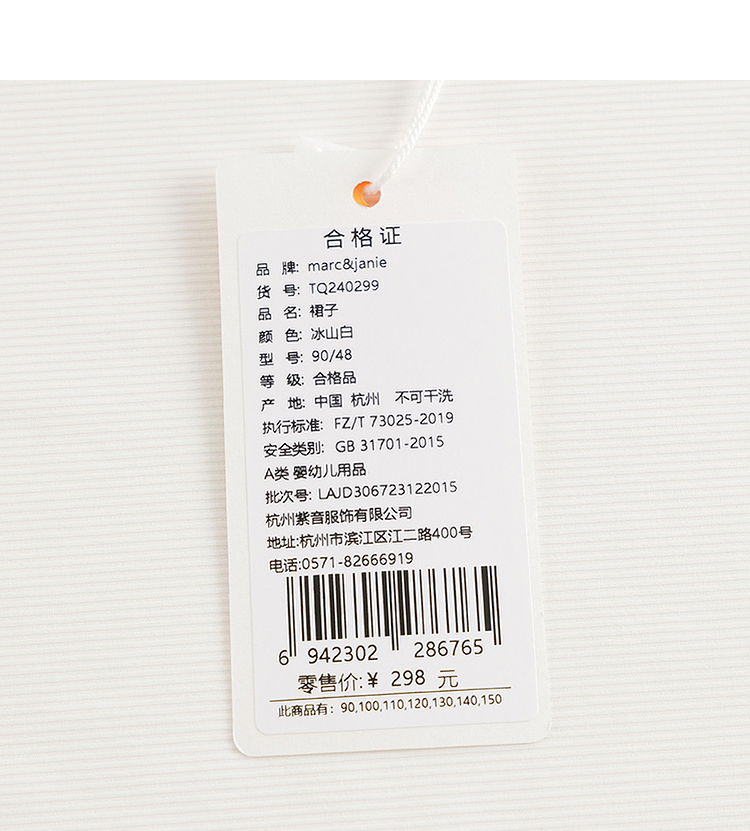 合格证
品 牌: marc&janie
货 号: TQ240299
品 名: 裙子
颜 色: 冰山白
型 号: 90/48
等 级: 合格品
产 地: 中国 杭州 不可干洗
执行标准: FZ/T 73025-2019
安全类别: GB 31701-2015
A类 婴幼儿用品
批次号: LAJD306723122015
杭州紫音服饰有限公司
地址:杭州市滨江区江二路400号
电话:0571-82666919
6 942302 286765
零售价:¥ 298 元
此商品有: 90,100,110,120,130,140,150